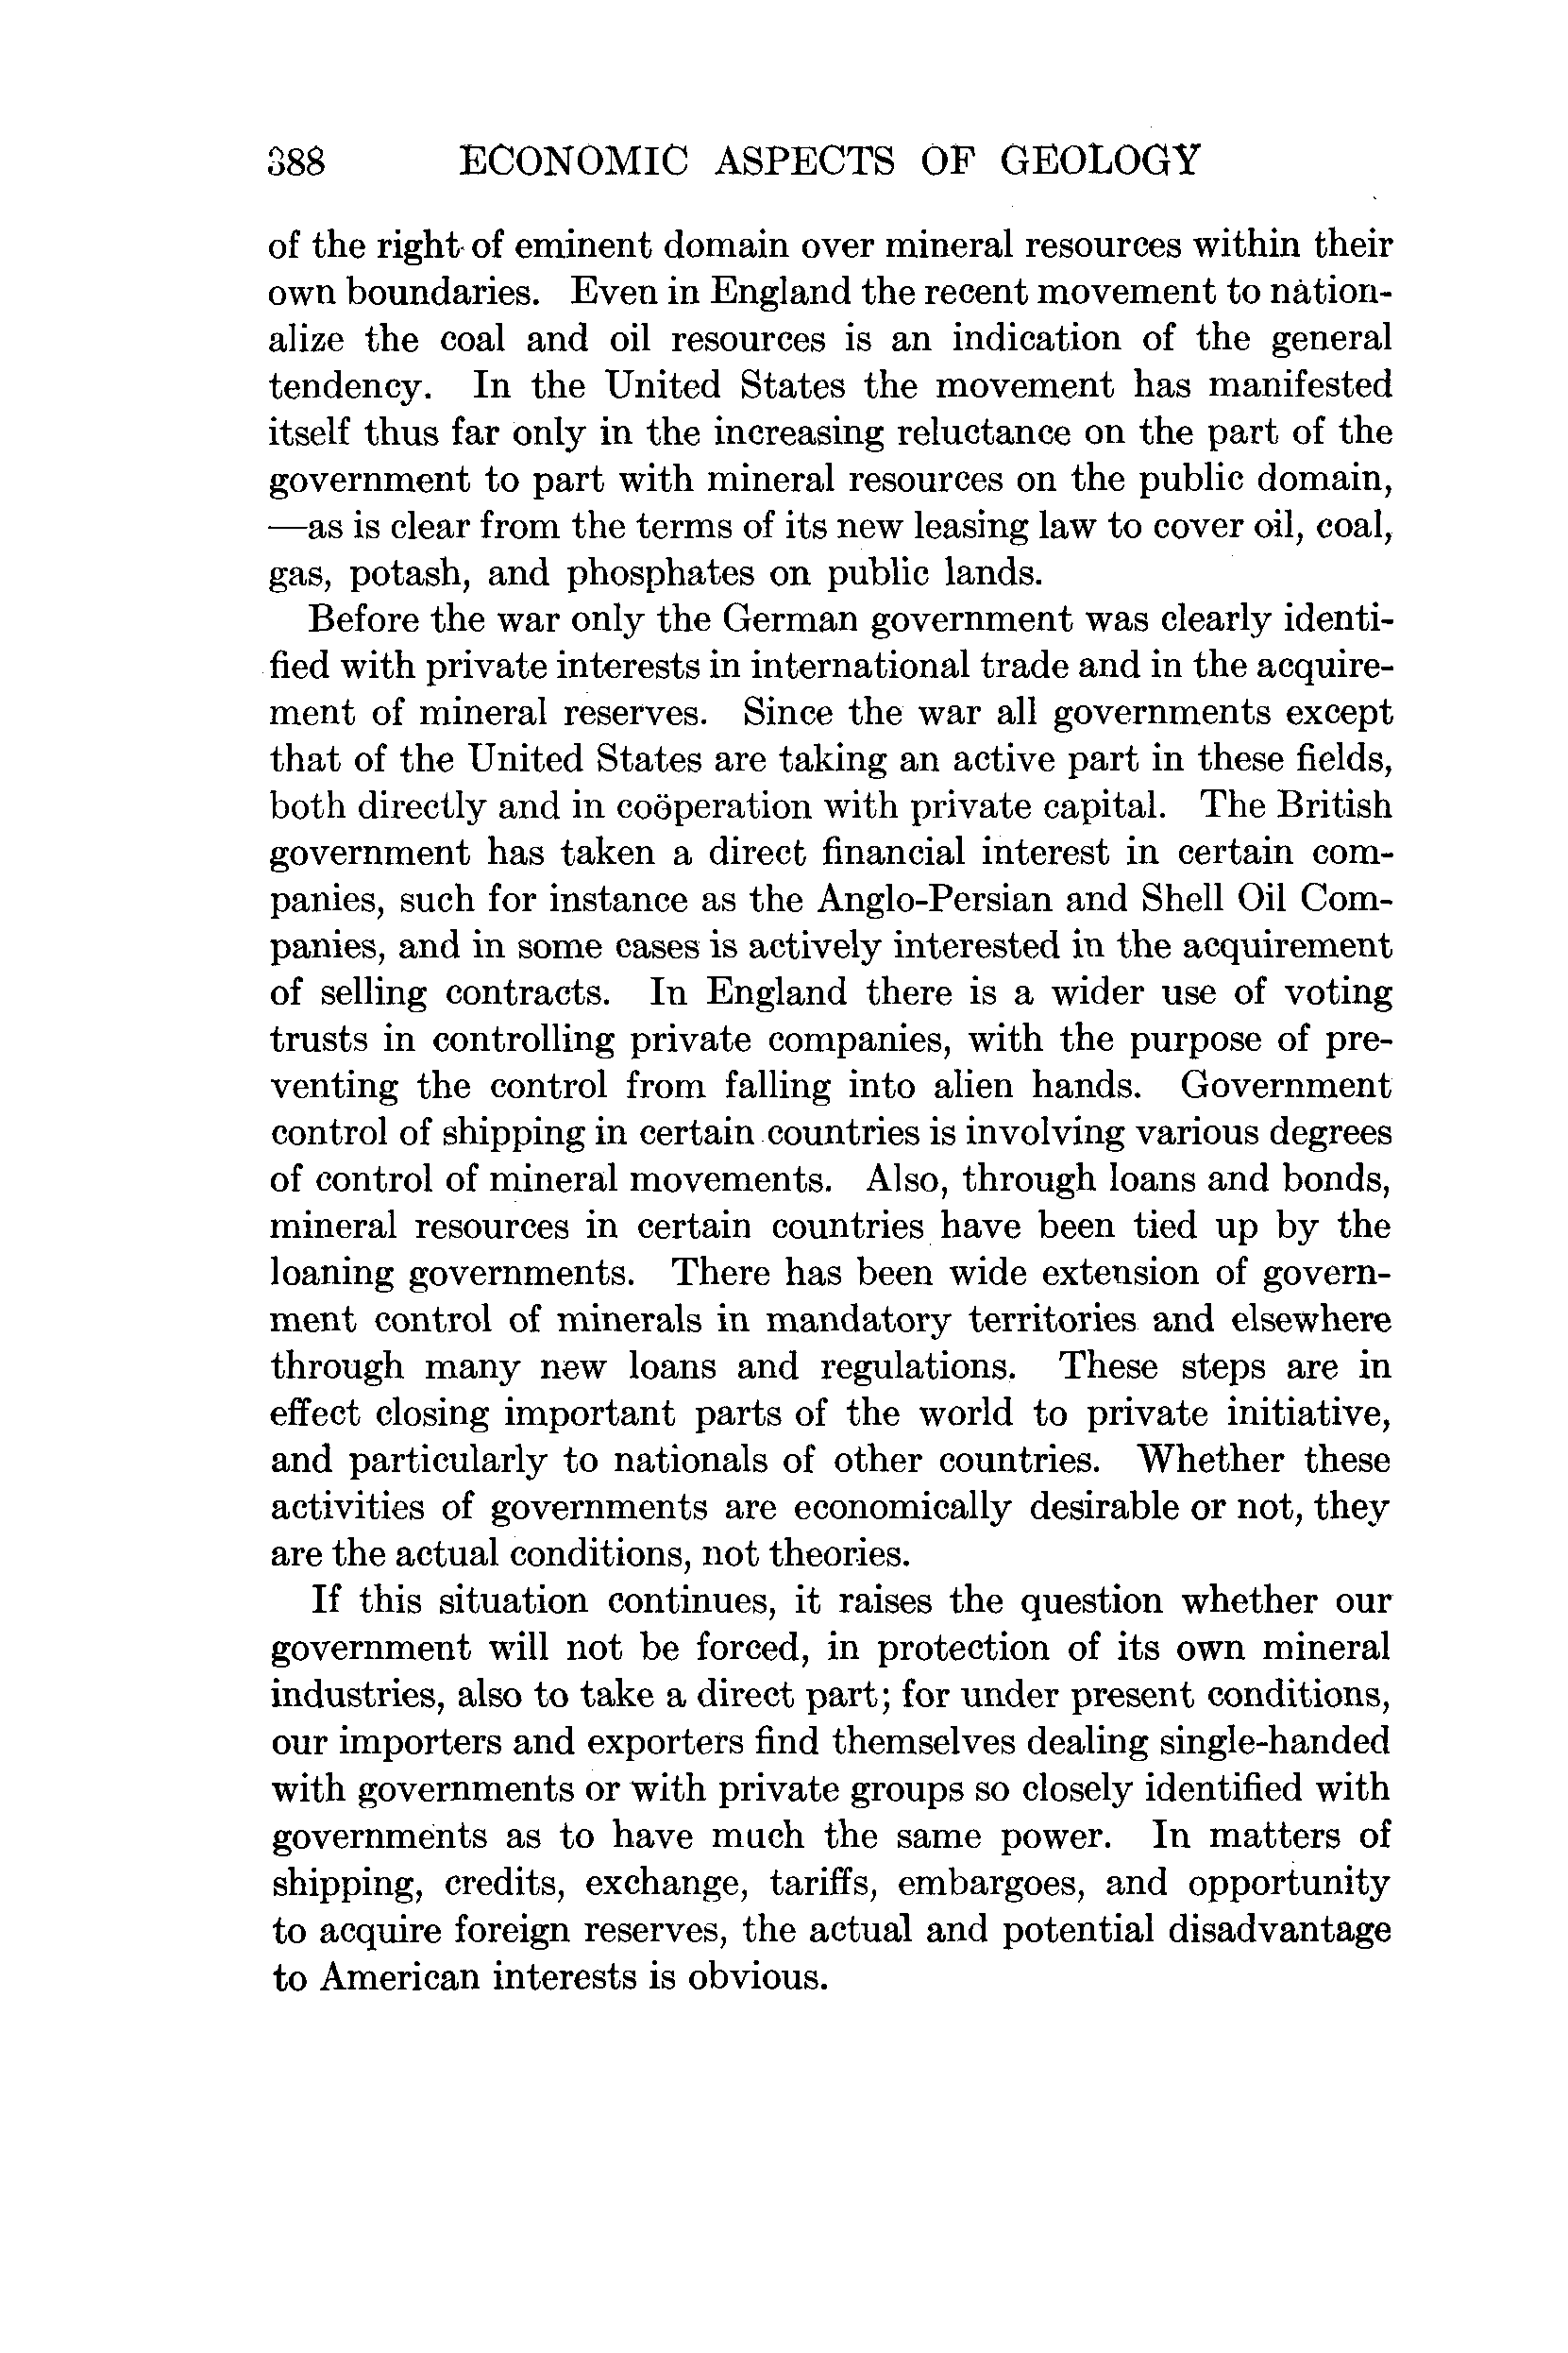 388 ECONOMIC ASPECTS OF GEOLOGY
of the right of eminent domain over mineral resources within their
own boundaries. Even in England the recent movement to nation-
alize the coal and oil resources is an indication of the general
tendency. In the United States the movement has manifested
itself thus far only in the increasing reluctance on the part of the
government to part with mineral resources on the public domain,
—as is clear from the terms of its new leasing law to cover oil, coal,
gas, potash, and phosphates on public lands.
Before the war only the German government was clearly identi-
fied with private interests in international trade and in the acquire-
ment of mineral reserves. Since the war all governments except
that of the United States are taking an active part in these fields,
both directly and in coöperation with private capital. The British
government has taken a direct financial interest in certain com-
panies, such for instance as the Anglo-Persian and Shell Oil Com-
panies, and in some cases is actively interested in the acquirement
of selling contracts. In England there is a wider use of voting
trusts in controlling private companies, with the purpose of pre-
venting the control from falling into alien hands. Government
control of shipping in certain countries is involving various degrees
of control of mineral movements. Also, through loans and bonds,
mineral resources in certain countries have been tied up by the
loaning governments. There has been wide extension of govern-
ment control of minerals in mandatory territories and elsewhere
through many new loans and regulations. These steps are in
effect closing important parts of the world to private initiative,
and particularly to nationals of other countries. Whether these
activities of governments are economically desirable or not, they
are the actual conditions, not theories.
If this situation continues, it raises the question whether our
government will not be forced, in protection of its own mineral
industries, also to take a direct part; for under present conditions,
our importers and exporters find themselves dealing single-handed
with governments or with private groups so closely identified with
governments as to have much the same power. In matters of
shipping, credits, exchange, tariffs, embargoes, and opportunity
to acquire foreign reserves, the actual and potential disadvantage
to American interests is obvious.